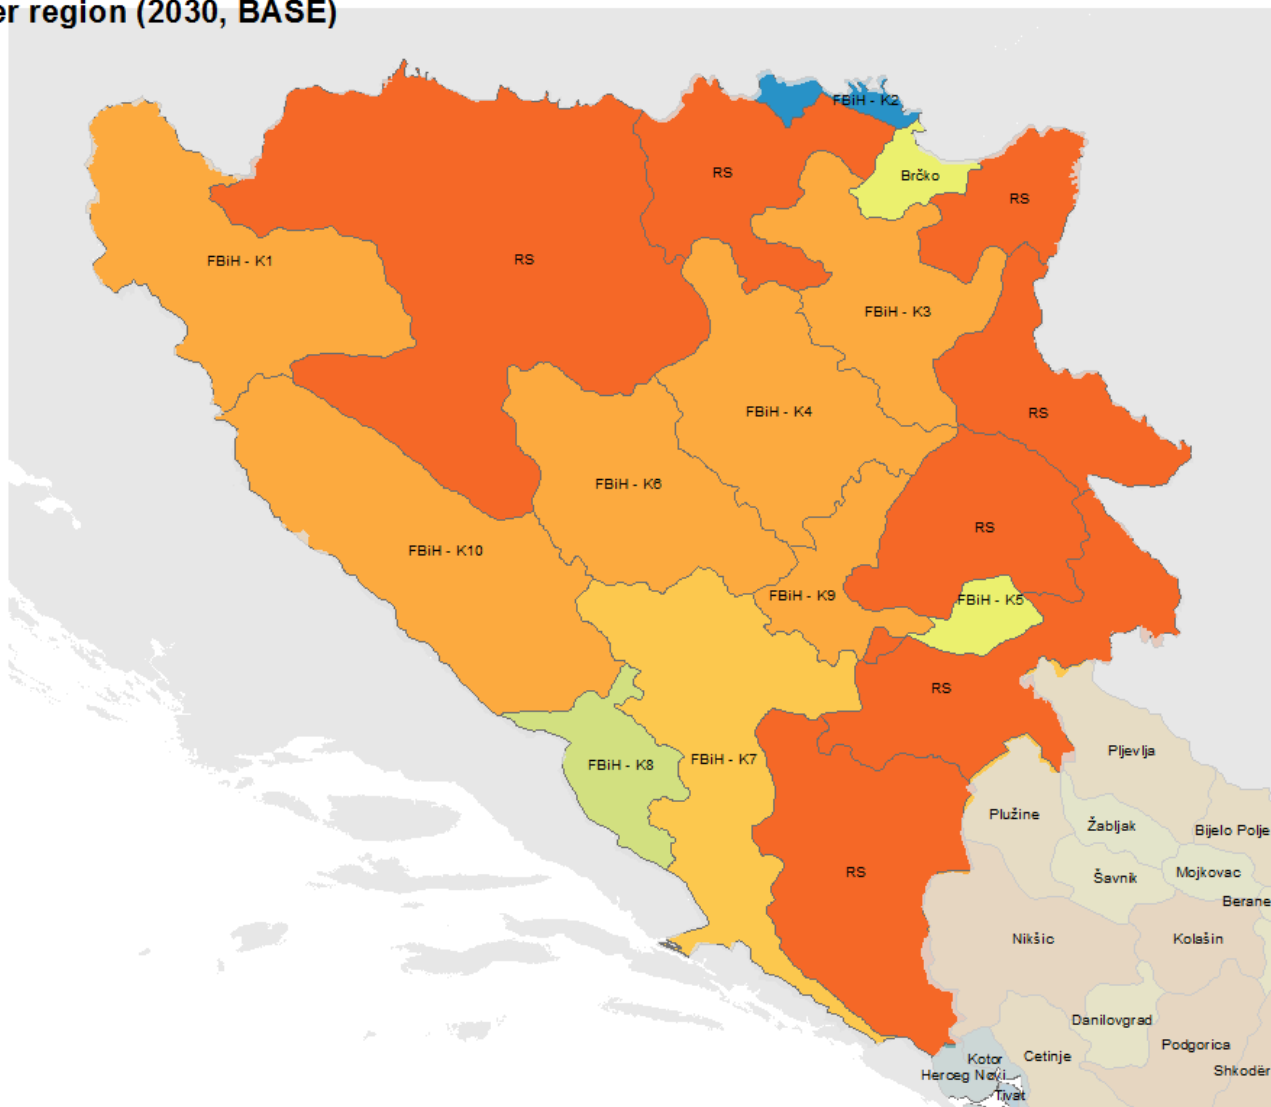 er region (2030, BASE)
FBiH - K2
RS
Brčko
RS
FBiH - K1
RS
FBiH - K3
FBiH - K4
RS
FBiH - K6
RS
FBiH - K10
FBiH - K9
FBiH - K5
RS
Pljevlja
FBiH - K7
FBiH - K8
Plužine
Žabljak
Bijelo Polje
RS
Šavnik
Mojkovac
Berane
Nikšic
Kolašin
Danilovgrad
Podgorica
Cetinje
Kotor
Herceg Novi
Shkodër
Tivat